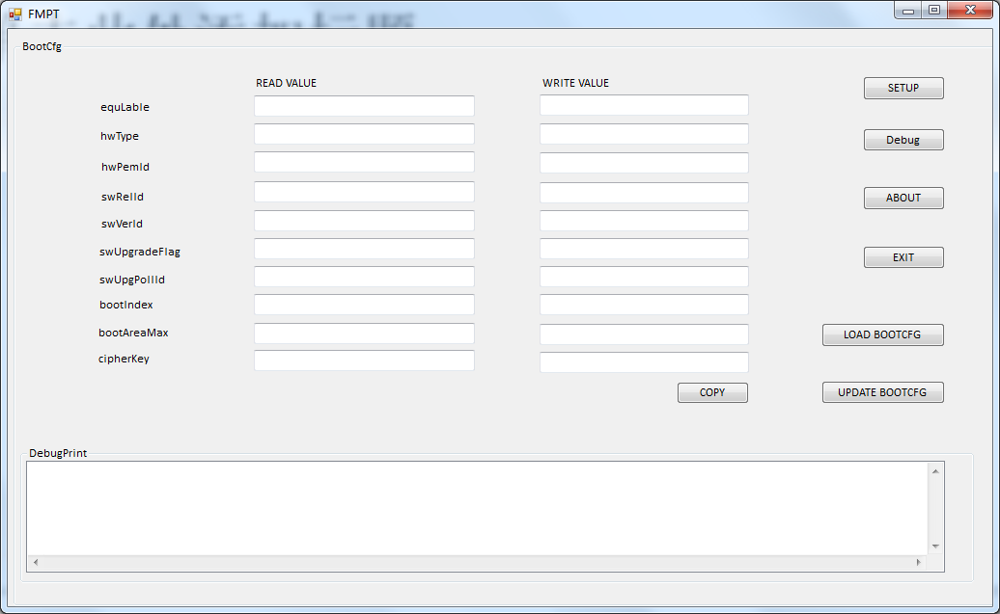 FMPT
BootCfg
READ VALUE WRITE VALUE
SETUP
equLable
hwType
Debug
hwPemId
swRelId
ABOUT
swVerId
swUpgradeFlag
EXIT
swUpgPollId
bootIndex
bootAreaMax
LOAD BOOTCFG
cipherKey
COPY
UPDATE BOOTCFG
DebugPrint